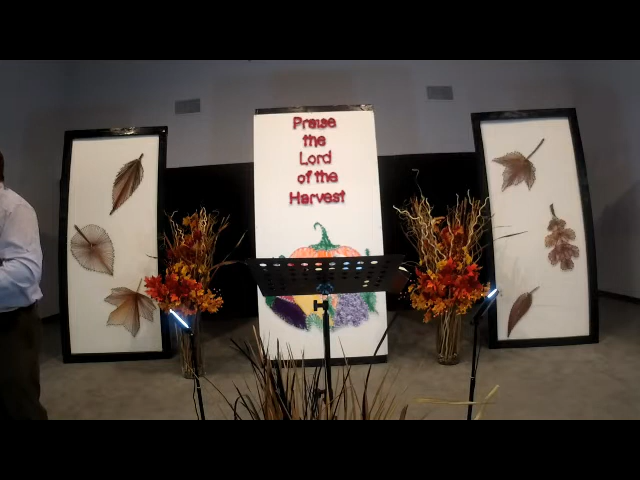 Praise
the
Lord
of the
Harvest